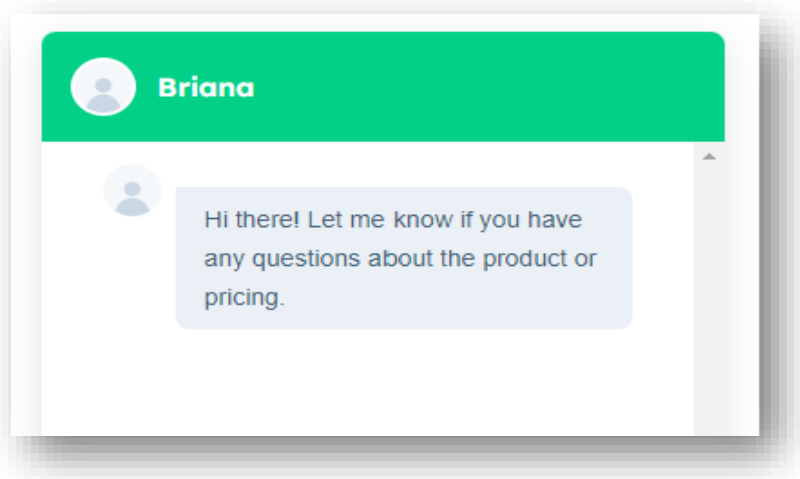 Briana
Hi there! Let me know if you have
any questions about the product or
pricing.